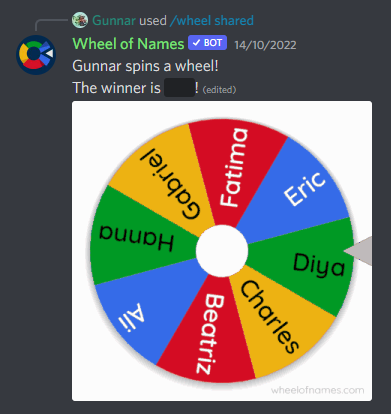 Gunnar used /wheel shared
Wheel of Names ✓ BOT 14/10/2022
Gunnar spins a wheel!
The winner is ! (edited)
Fatima
Eric
Diya
Charles
Beatriz
Ali
Hanna
Gabriel
wheelofnames.com